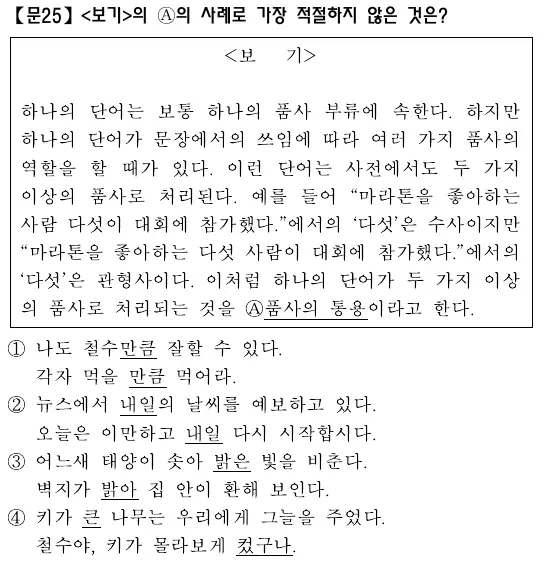 【문25】 <보기>의 Ⓐ의 사례로 가장 적절하지 않은 것은?
<보 기>
하나의 단어는 보통 하나의 품사 부류에 속한다. 하지만
하나의 단어가 문장에서의 쓰임에 따라 여러 가지 품사의
역할을 할 때가 있다. 이런 단어는 사전에서도 두 가지
이상의 품사로 처리된다. 예를 들어 “마라톤을 좋아하는
사람 다섯이 대회에 참가했다.”에서의 ‘다섯’은 수사이지만
“마라톤을 좋아하는 다섯 사람이 대회에 참가했다.”에서의
‘다섯’은 관형사이다. 이처럼 하나의 단어가 두 가지 이상
의 품사로 처리되는 것을 Ⓐ품사의 통용이라고 한다.
① 나도 철수만큼 잘할 수 있다.
각자 먹을 만큼 먹어라.
② 뉴스에서 내일의 날씨를 예보하고 있다.
오늘은 이만하고 내일 다시 시작합시다.
③ 어느새 태양이 솟아 밝은 빛을 비춘다.
벽지가 밝아 집 안이 환해 보인다.
④ 키가 큰 나무는 우리에게 그늘을 주었다.
철수야, 키가 몰라보게 컸구나.